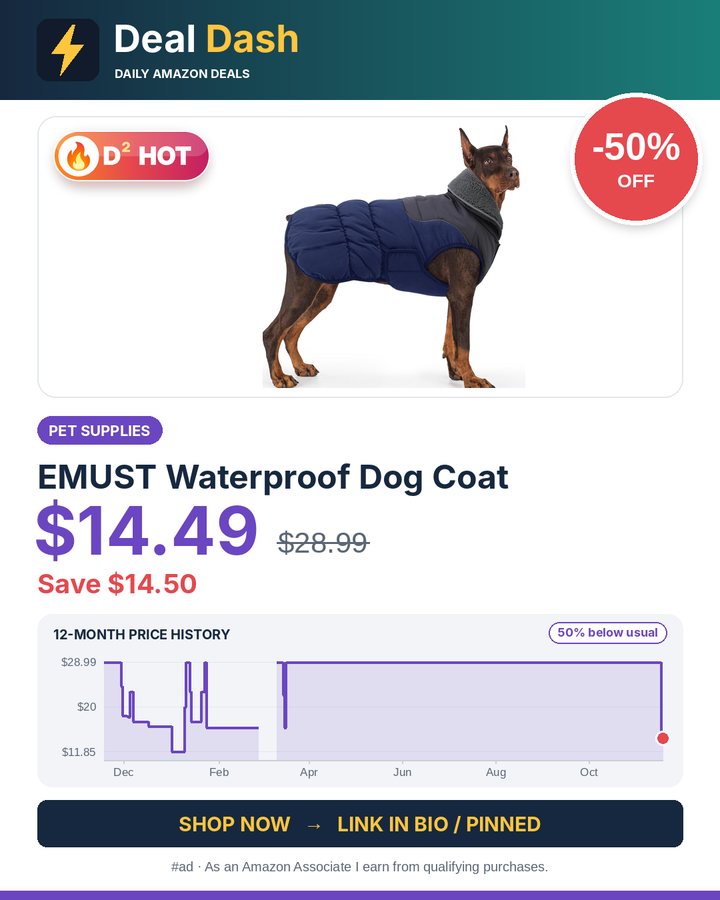 Deal Dash
DAILY AMAZON DEALS
D² HOT
-50%
OFF
PET SUPPLIES
EMUST Waterproof Dog Coat
$14.49 $28.99
Save $14.50
12-MONTH PRICE HISTORY
50% below usual
$28.99
$20
$11.85
Dec Feb Apr Jun Aug Oct
SHOP NOW → LINK IN BIO / PINNED
#ad · As an Amazon Associate I earn from qualifying purchases.